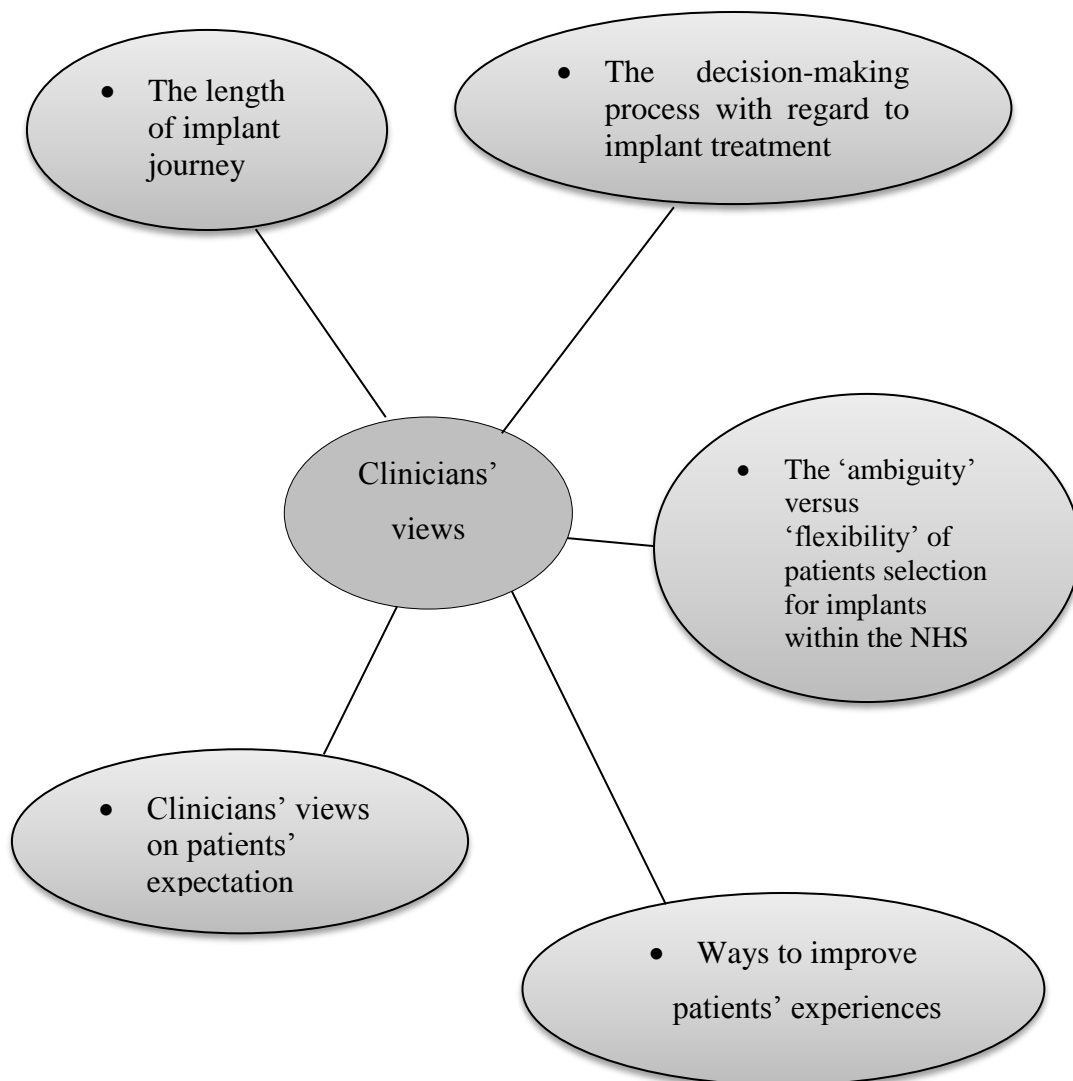 • The length
of implant
journey
• The decision-making
process with regard to
implant treatment
Clinicians’
views
• The ‘ambiguity’
versus
‘flexibility’ of
patients selection
for implants
within the NHS
• Clinicians’ views
on patients’
expectation
• Ways to improve
patients’ experiences